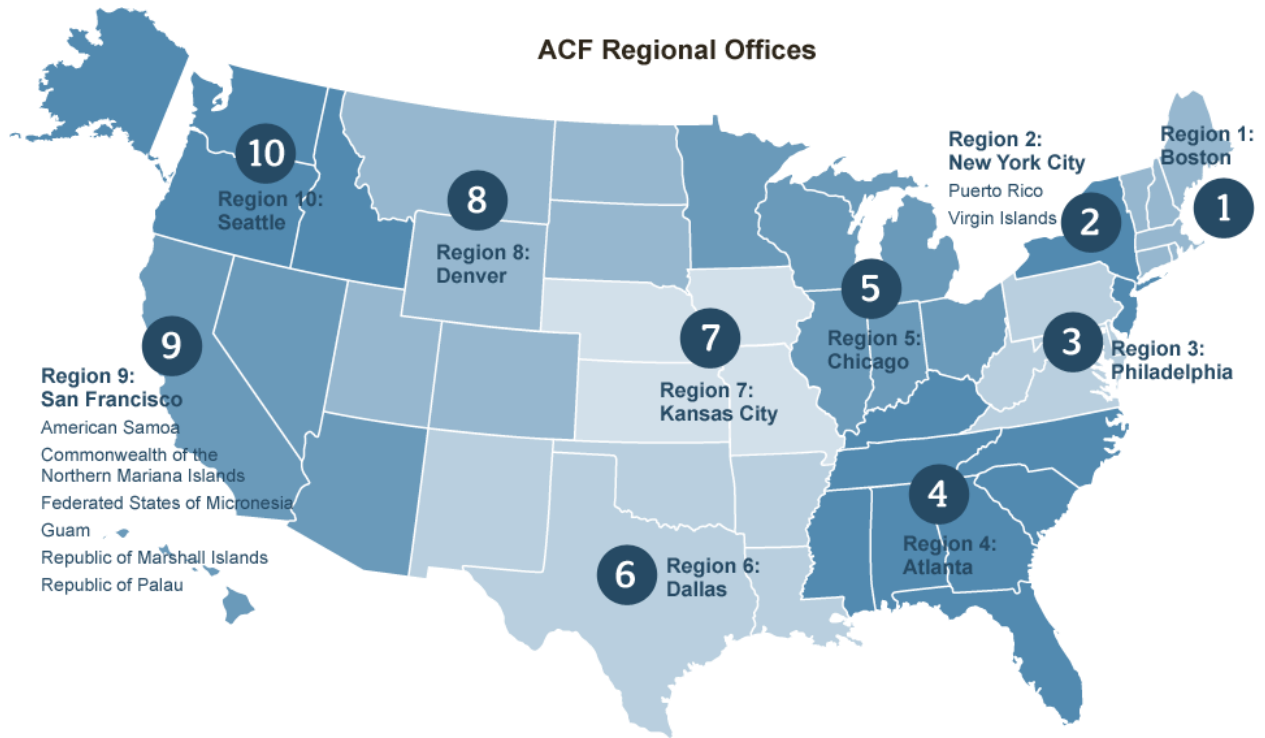 ACF Regional Offices
10
Region 10:
Seattle
8
Region 8:
Denver
Region 2:
New York City
Puerto Rico
Virgin Islands
2
Region 1:
Boston
1
9
Region 9:
San Francisco
American Samoa
Commonwealth of the
Northern Mariana Islands
Federated States of Micronesia
Guam
Republic of Marshall Islands
Republic of Palau
7
Region 7:
Kansas City
5
Region 5:
Chicago
3
Region 3:
Philadelphia
6
Region 6:
Dallas
4
Region 4:
Atlanta